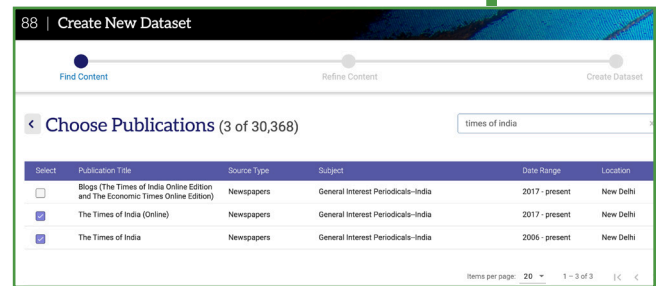 88 | Create New Dataset
Find Content Refine Content Create Dataset
< Choose Publications (3 of 30,368) times of india ×
Select Publication Title Source Type Subject Date Range Location
Blogs (The Times of India Online Edition
and The Economic Times Online Edition) Newspapers General Interest Periodicals--India 2017 - present New Delhi
The Times of India (Online) Newspapers General Interest Periodicals--India 2017 - present New Delhi
The Times of India Newspapers General Interest Periodicals--India 2006 - present New Delhi
Items per page: 20 1 – 3 of 3 |< <